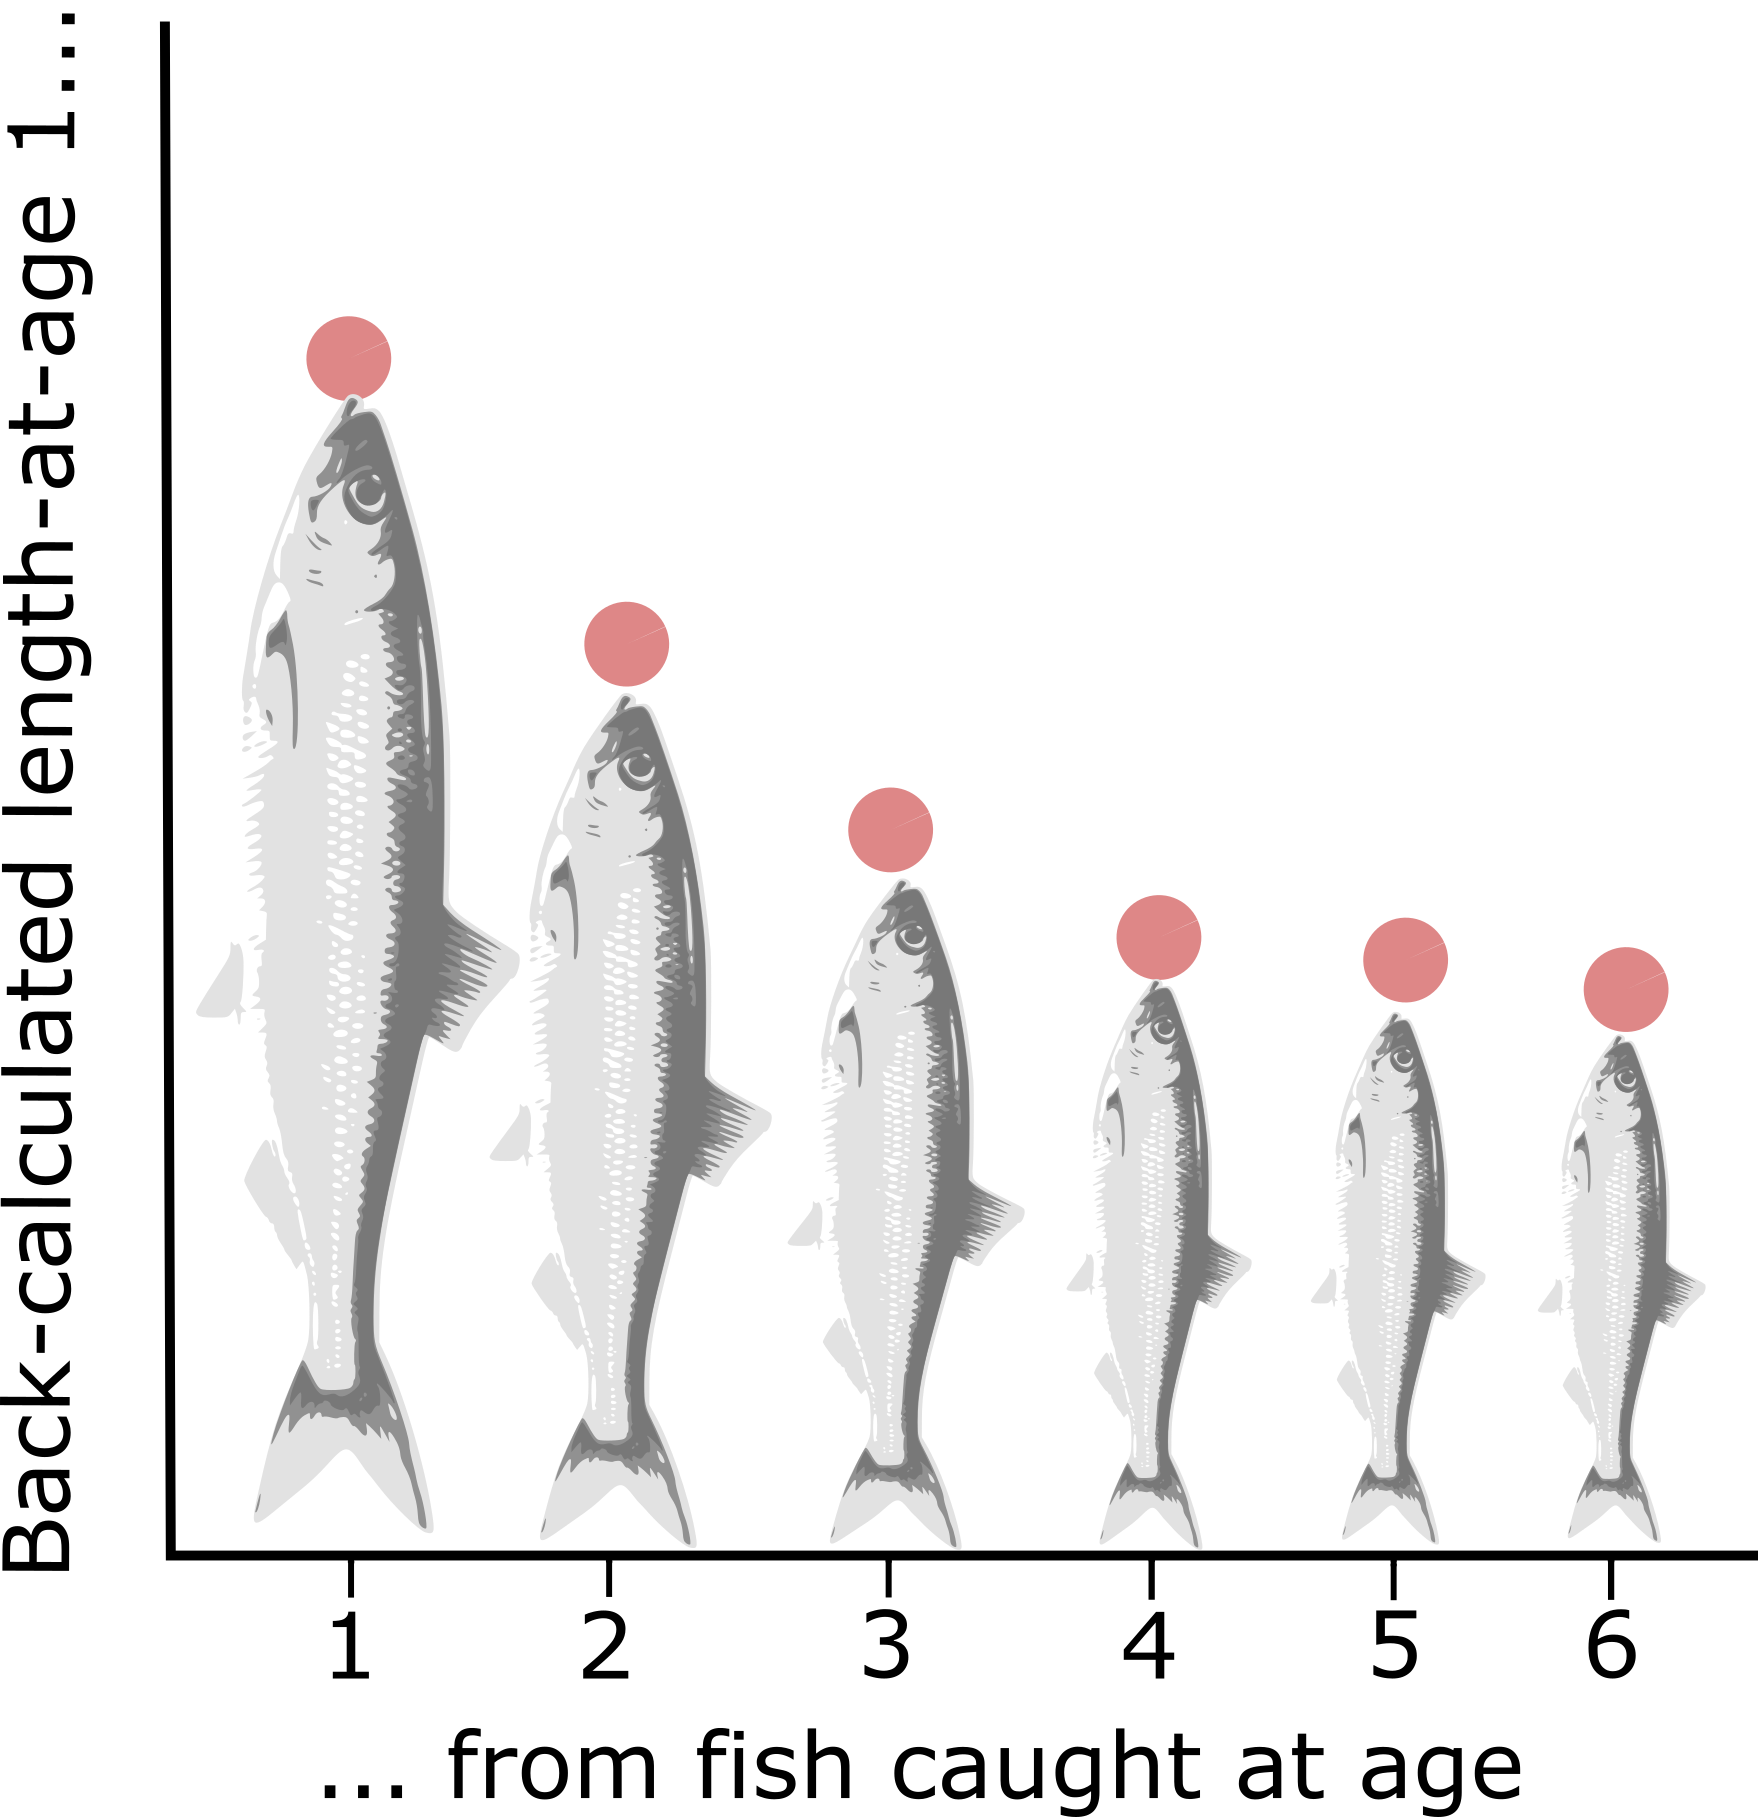 Back-calculated length-at-age 1...
1 2 3 4 5 6
... from fish caught at age